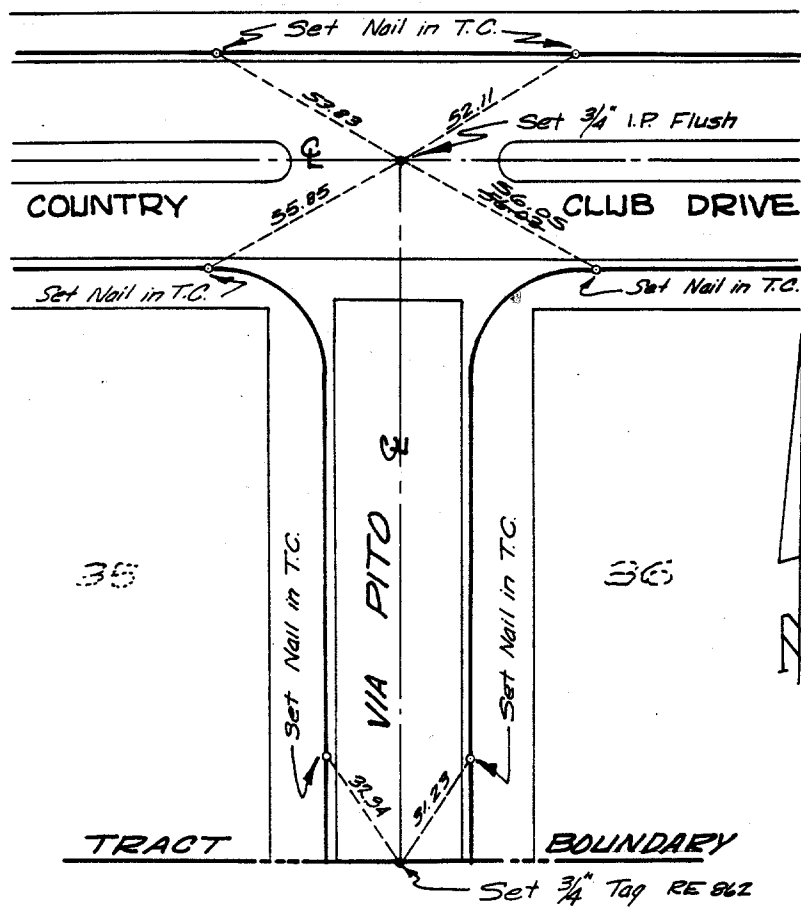 Set Nail in T.C.
53.83
52.11
Set 3/4" I.P. Flush
℄
COUNTRY
CLUB DRIVE
55.85
56.05
Set Nail in T.C.
Set Nail in T.C.
℄
VIA PITO
35
36
Set Nail in T.C.
Set Nail in T.C.
32.94
31.23
TRACT
BOUNDARY
Set 3/4" Tag RE 862